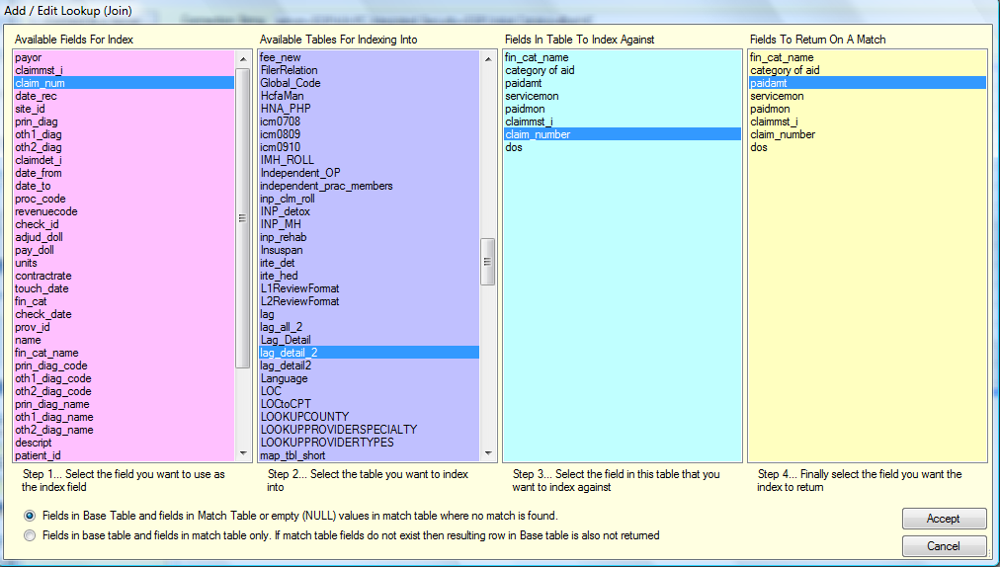 Add / Edit Lookup (Join)
Available Fields For Index
payor
claimmst_i
claim_num
date_rec
site_id
prin_diag
oth1_diag
oth2_diag
claimdet_i
date_from
date_to
proc_code
revenuecode
check_id
adjud_doll
pay_doll
units
contractrate
touch_date
fin_cat
check_date
prov_id
name
fin_cat_name
prin_diag_code
oth1_diag_code
oth2_diag_code
prin_diag_name
oth1_diag_name
oth2_diag_name
descript
patient_id
Step 1... Select the field you want to use as
the index field
Available Tables For Indexing Into
fee_new
FilerRelation
Global_Code
HcfaMan
HNA_PHP
icm0708
icm0809
icm0910
IMH_ROLL
Independent_OP
independent_prac_members
inp_clm_roll
INP_detox
INP_MH
inp_rehab
Insuspan
irte_det
irte_hed
L1ReviewFormat
L2ReviewFormat
lag
lag_all_2
Lag_Detail
lag_detail_2
lag_detail2
Language
LOC
LOCtoCPT
LOOKUPCOUNTY
LOOKUPPROVIDERSPECIALTY
LOOKUPPROVIDERTYPES
map_tbl_short
Step 2... Select the table you want to index
into
Fields In Table To Index Against
fin_cat_name
category of aid
paidamt
servicemon
paidmon
claimmst_i
claim_number
dos
Step 3... Select the field in this table that you
want to index against
Fields To Return On A Match
fin_cat_name
category of aid
paidamt
servicemon
paidmon
claimmst_i
claim_number
dos
Step 4... Finally select the field you want the
index to return
Fields in Base Table and fields in Match Table or empty (NULL) values in match table where no match is found.
Fields in base table and fields in match table only. If match table fields do not exist then resulting row in Base table is also not returned
Accept
Cancel